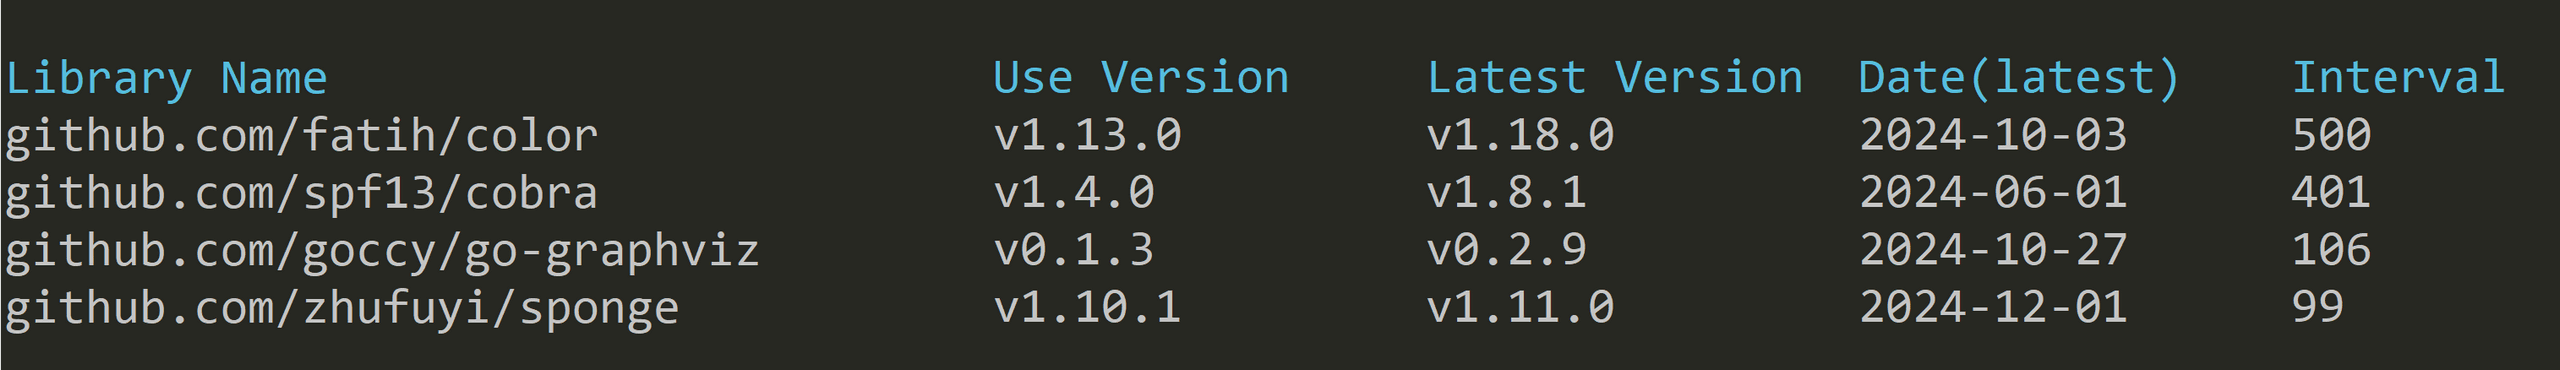 Library Name Use Version Latest Version Date(latest) Interval
github.com/fatih/color v1.13.0 v1.18.0 2024-10-03 500
github.com/spf13/cobra v1.4.0 v1.8.1 2024-06-01 401
github.com/goccy/go-graphviz v0.1.3 v0.2.9 2024-10-27 106
github.com/zhufuyi/sponge v1.10.1 v1.11.0 2024-12-01 99